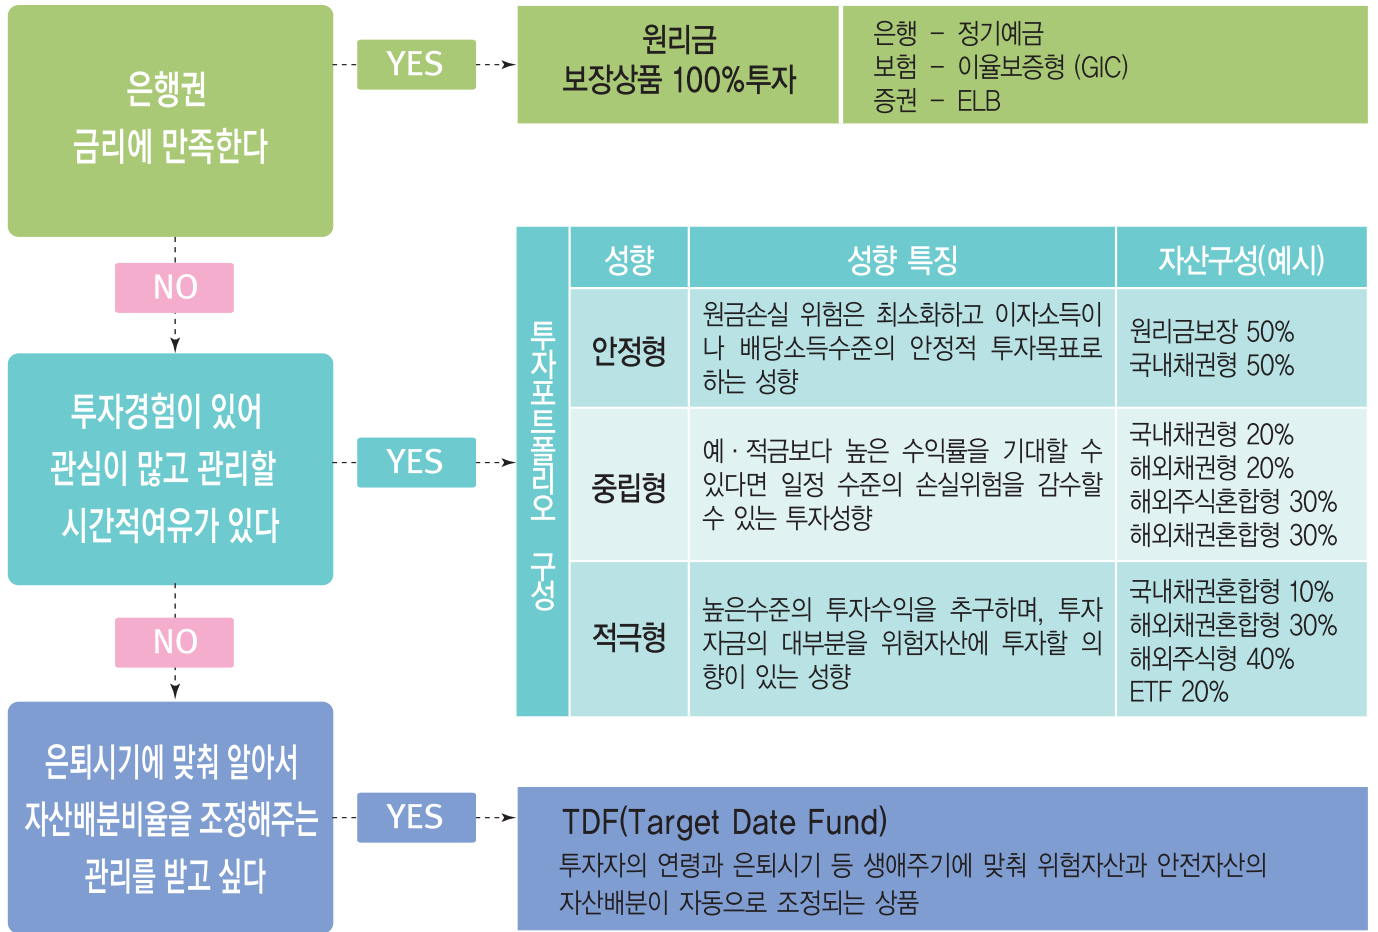 은행권
금리에 만족한다
YES
원리금
보장상품 100%투자
은행 - 정기예금
보험 - 이율보증형 (GIC)
증권 - ELB
NO
투자경험이 있어
관심이 많고 관리할
시간적여유가 있다
YES
투자포트폴리오 구성
성향
성향 특징
자산구성(예시)
안정형
원금손실 위험은 최소화하고 이자소득이
나 배당소득수준의 안정적 투자목표로
하는 성향
원리금보장 50%
국내채권형 50%
중립형
예·적금보다 높은 수익률을 기대할 수
있다면 일정 수준의 손실위험을 감수할
수 있는 투자성향
국내채권형 20%
해외채권형 20%
해외주식혼합형 30%
해외채권혼합형 30%
적극형
높은수준의 투자수익을 추구하며, 투자
자금의 대부분을 위험자산에 투자할 의
향이 있는 성향
국내채권혼합형 10%
해외채권혼합형 30%
해외주식형 40%
ETF 20%
NO
은퇴시기에 맞춰 알아서
자산배분비율을 조정해주는
관리를 받고 싶다
YES
TDF(Target Date Fund)
투자자의 연령과 은퇴시기 등 생애주기에 맞춰 위험자산과 안전자산의
자산배분이 자동으로 조정되는 상품